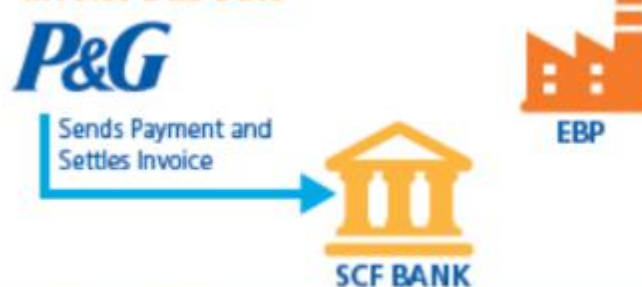 P&G
Sends Payment and
Settles Invoice
EBP
SCF BANK